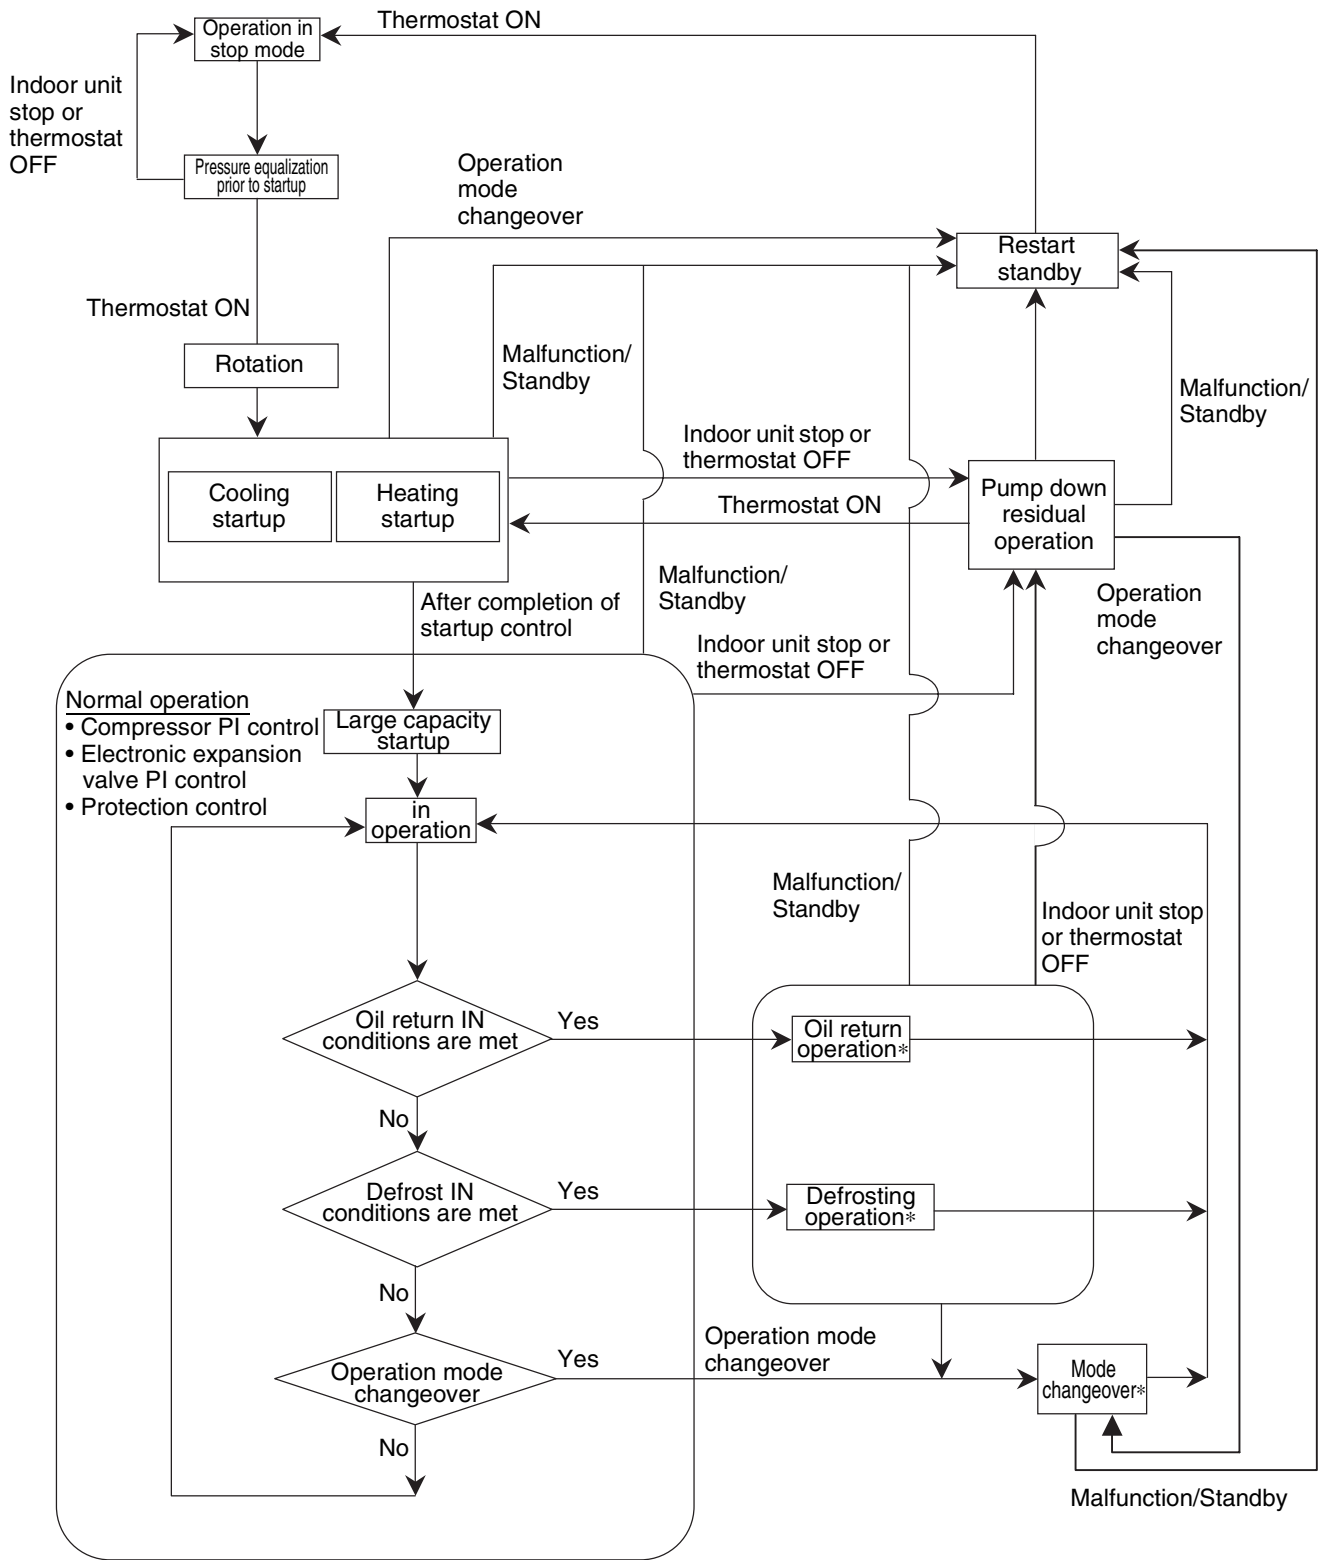 Thermostat ON
Operation in
stop mode
Indoor unit
stop or
thermostat
OFF
Pressure equalization
prior to startup
Operation
mode
changeover
Restart
standby
Thermostat ON
Rotation
Malfunction/
Standby
Malfunction/
Standby
Indoor unit stop or
thermostat OFF
Cooling
startup
Heating
startup
Thermostat ON
Pump down
residual
operation
Malfunction/
Standby
After completion of
startup control
Operation
mode
changeover
Indoor unit stop or
thermostat OFF
Normal operation
• Compressor PI control
• Electronic expansion
valve PI control
• Protection control
Large capacity
startup
in
operation
Malfunction/
Standby
Indoor unit stop
or thermostat
OFF
Oil return IN
conditions are met
Yes
Oil return
operation*
No
Defrost IN
conditions are met
Yes
Defrosting
operation*
No
Operation mode
changeover
Yes
Operation mode
changeover
Mode
changeover*
No
Malfunction/Standby